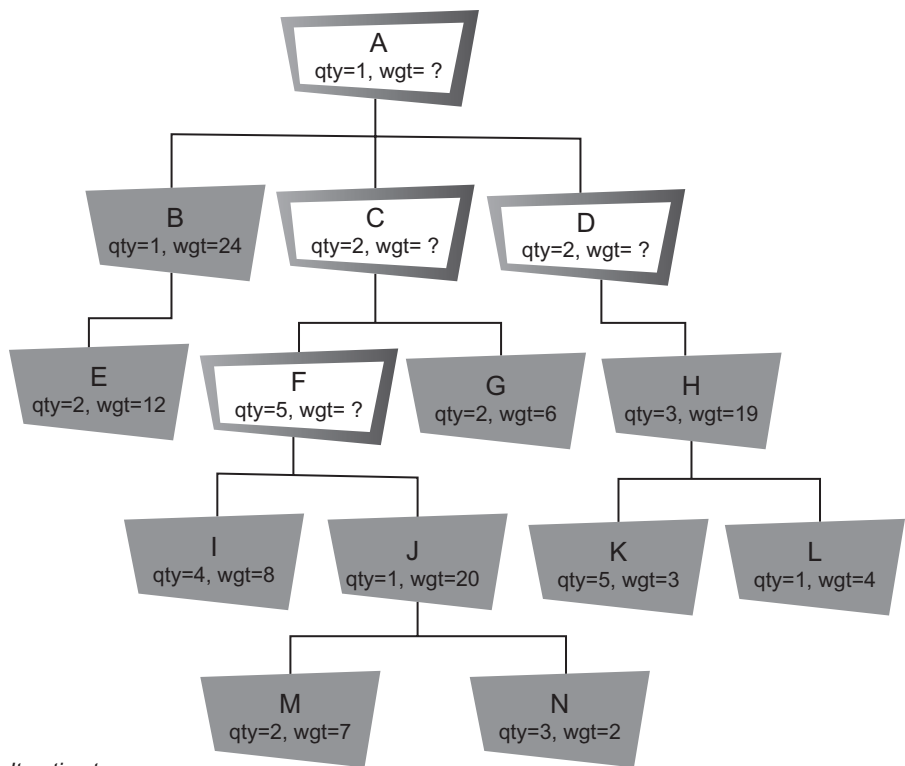 A
qty=1, wgt= ?
B
qty=1, wgt=24
C
qty=2, wgt= ?
D
qty=2, wgt= ?
E
qty=2, wgt=12
F
qty=5, wgt= ?
G
qty=2, wgt=6
H
qty=3, wgt=19
I
qty=4, wgt=8
J
qty=1, wgt=20
K
qty=5, wgt=3
L
qty=1, wgt=4
M
qty=2, wgt=7
N
qty=3, wgt=2